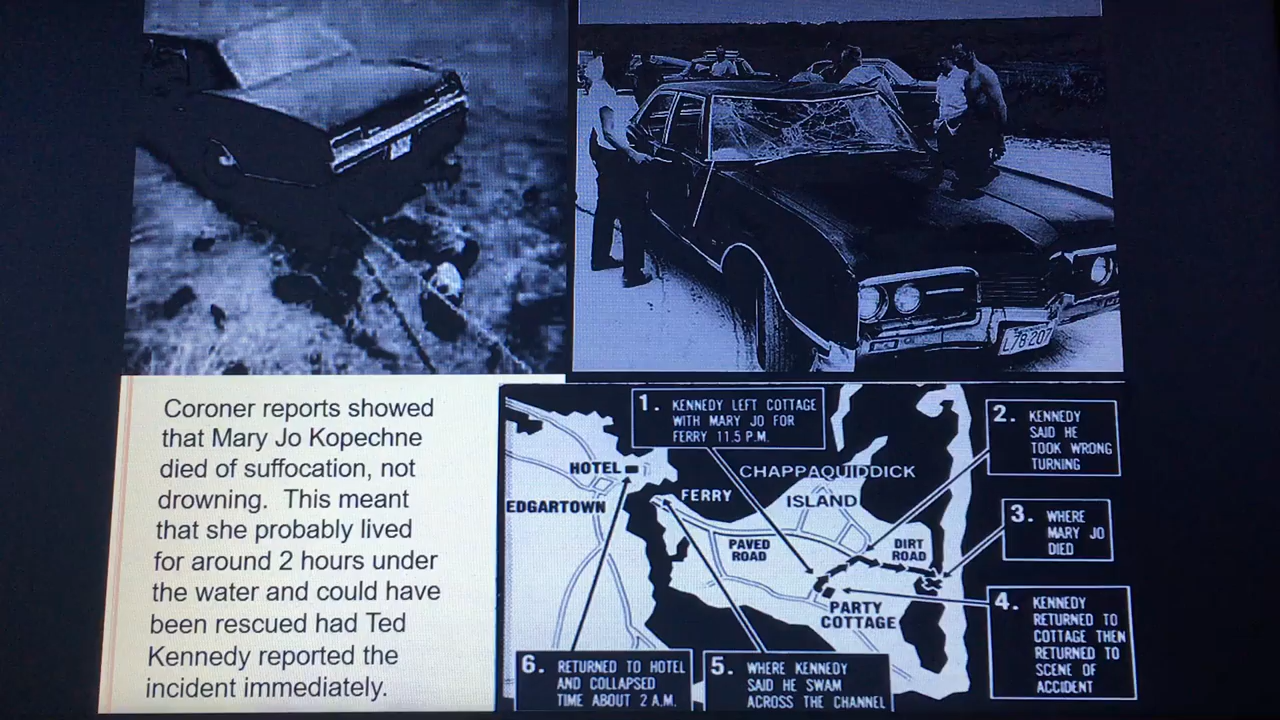 L78 207
Coroner reports showed
that Mary Jo Kopechne
died of suffocation, not
drowning. This meant
that she probably lived
for around 2 hours under
the water and could have
been rescued had Ted
Kennedy reported the
incident immediately.
1. KENNEDY LEFT COTTAGE
WITH MARY JO FOR
FERRY 11.5 P.M.
2. KENNEDY
SAID HE
TOOK WRONG
TURNING
HOTEL
CHAPPAQUIDDICK
ISLAND
FERRY
EDGARTOWN
3. WHERE
MARY JO
DIED
PAVED
ROAD
DIRT
ROAD
PARTY
COTTAGE
4. KENNEDY
RETURNED TO
COTTAGE THEN
RETURNED TO
SCENE OF
ACCIDENT
6. RETURNED TO HOTEL
AND COLLAPSED
TIME ABOUT 2 A.M.
5. WHERE KENNEDY
SAID HE SWAM
ACROSS THE CHANNEL